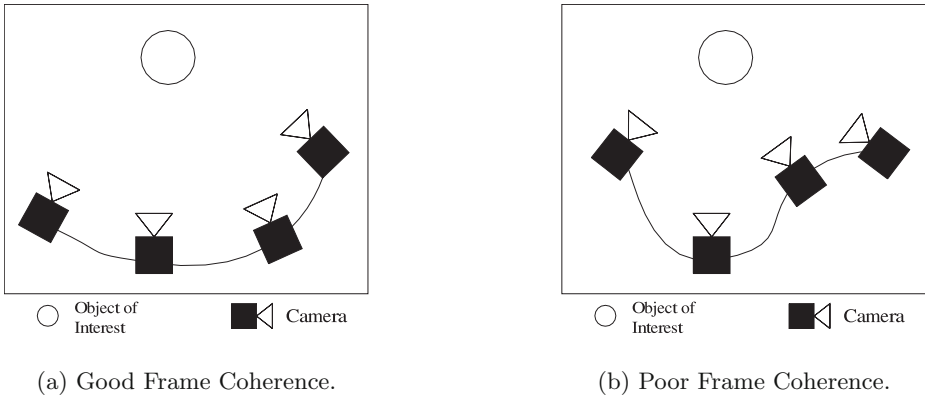 Object of
Interest
Camera
Object of
Interest
Camera
(a) Good Frame Coherence.
(b) Poor Frame Coherence.